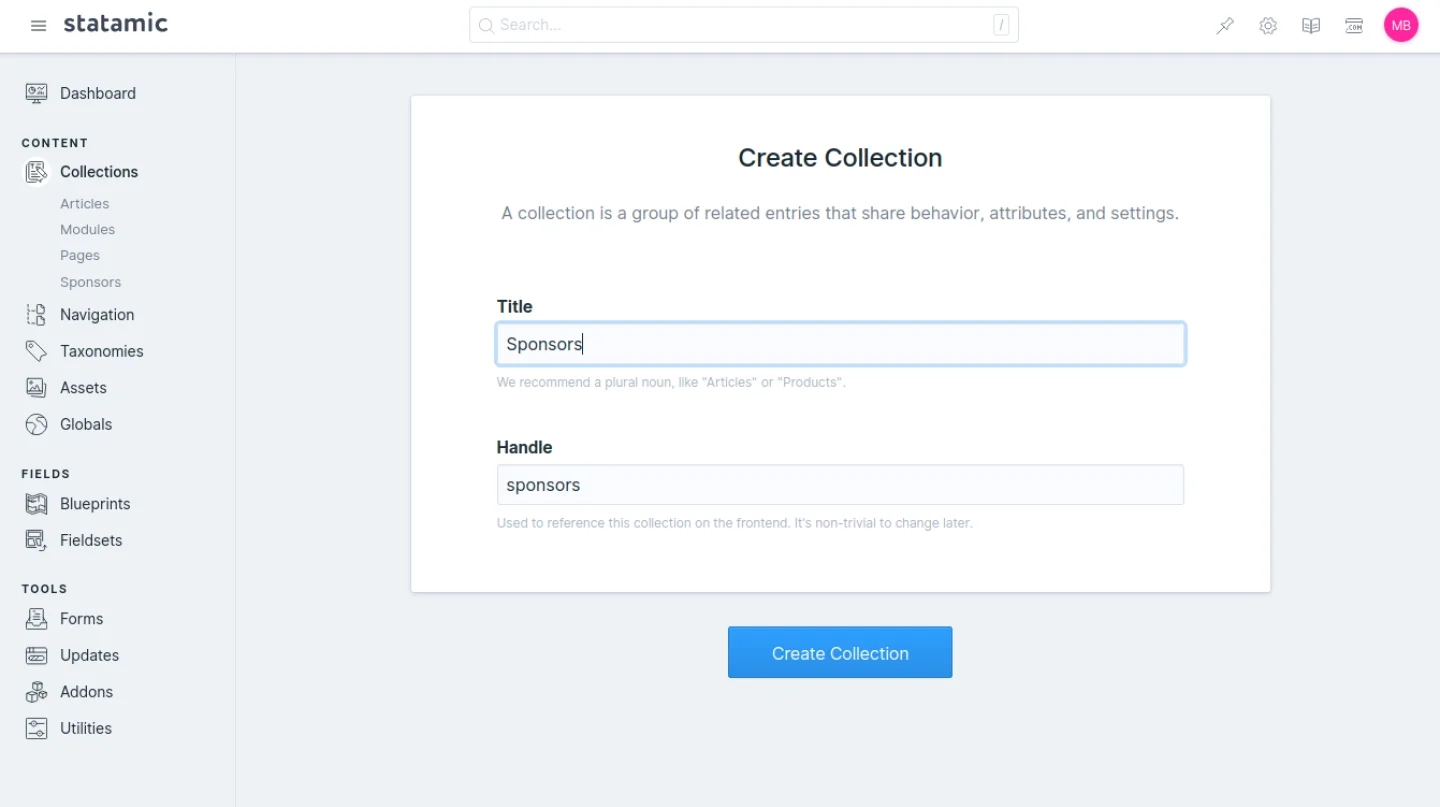 statamic
Search...
/
.COM
MB
Dashboard
CONTENT
Collections
Articles
Modules
Pages
Sponsors
Navigation
Taxonomies
Assets
Globals
FIELDS
Blueprints
Fieldsets
TOOLS
Forms
Updates
Addons
Utilities
Create Collection
A collection is a group of related entries that share behavior, attributes, and settings.
Title
Sponsors
We recommend a plural noun, like "Articles" or "Products".
Handle
sponsors
Used to reference this collection on the frontend. It's non-trivial to change later.
Create Collection